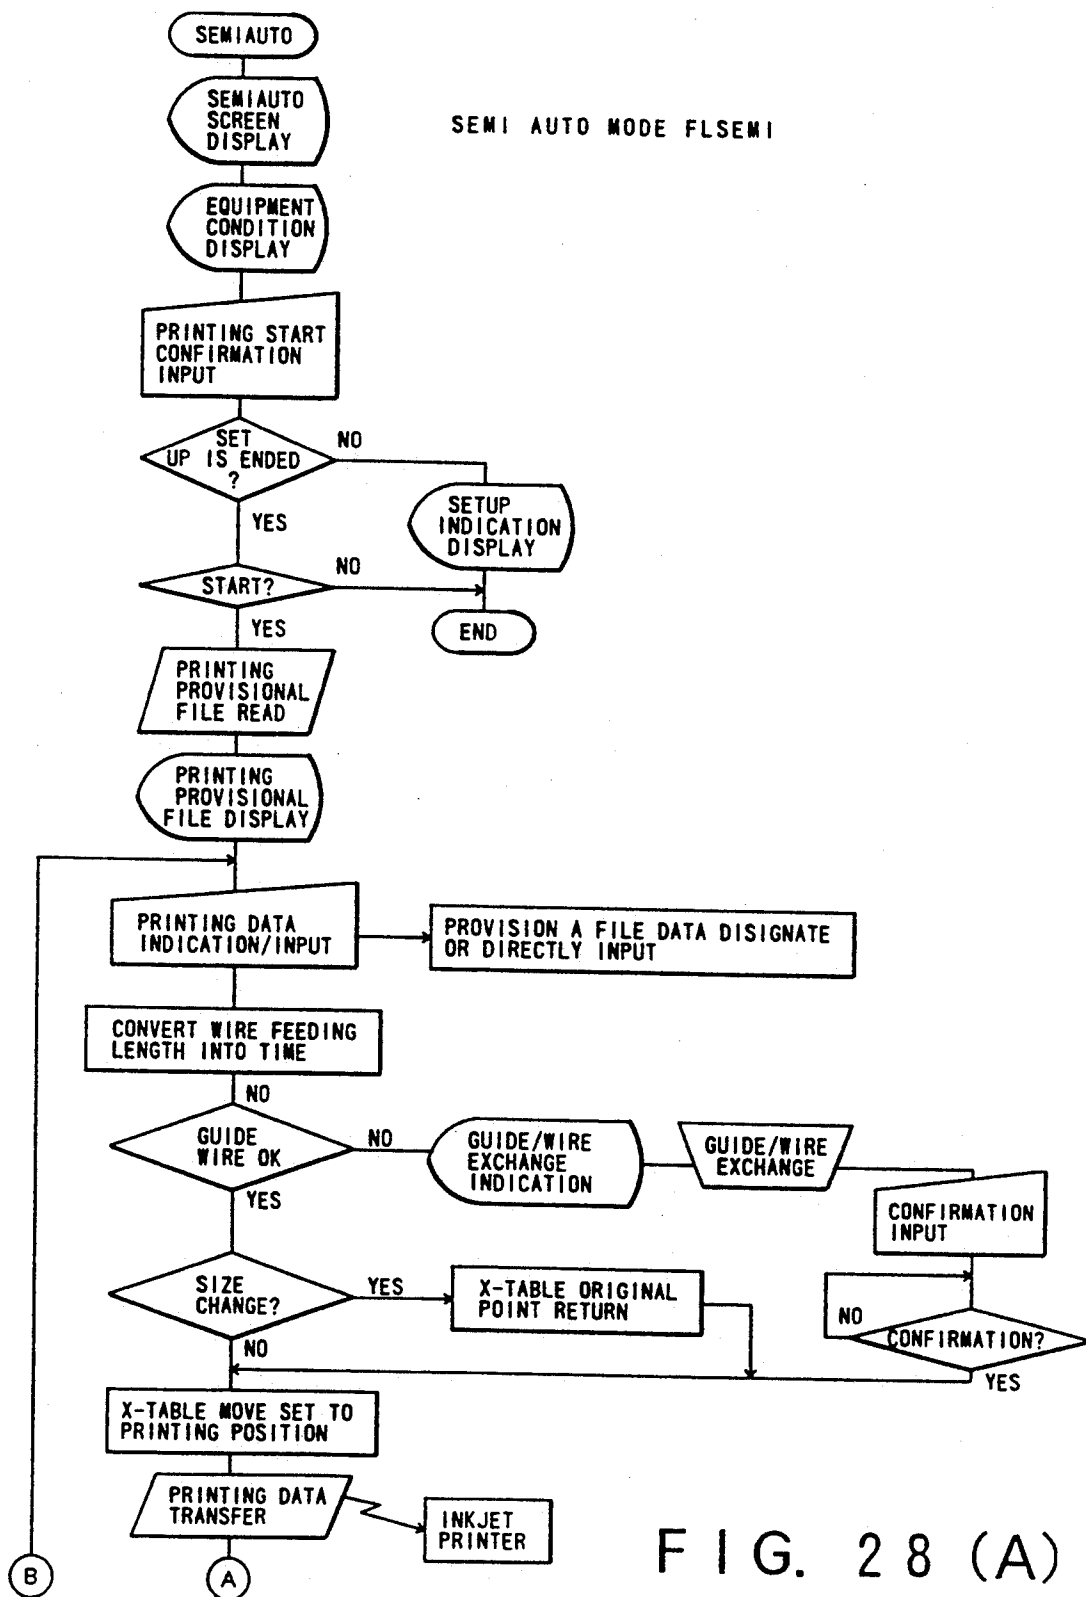 SEMIAUTO
SEMIAUTO
SCREEN
DISPLAY
SEMI AUTO MODE FLSEMI
EQUIPMENT
CONDITION
DISPLAY
PRINTING START
CONFIRMATION
INPUT
SET
UP IS ENDED
?
NO
YES
SETUP
INDICATION
DISPLAY
START?
NO
YES
END
PRINTING
PROVISIONAL
FILE READ
PRINTING
PROVISIONAL
FILE DISPLAY
PRINTING DATA
INDICATION/INPUT
PROVISION A FILE DATA DISIGNATE
OR DIRECTLY INPUT
CONVERT WIRE FEEDING
LENGTH INTO TIME
NO
GUIDE
WIRE OK
NO
YES
GUIDE/WIRE
EXCHANGE
INDICATION
GUIDE/WIRE
EXCHANGE
CONFIRMATION
INPUT
SIZE
CHANGE?
YES
NO
X-TABLE ORIGINAL
POINT RETURN
NO
CONFIRMATION?
YES
X-TABLE MOVE SET TO
PRINTING POSITION
PRINTING DATA
TRANSFER
INKJET
PRINTER
B
A
FIG. 28 (A)